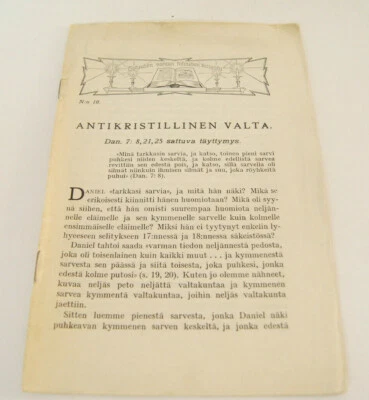 N:o 16.
ANTIKRISTILLINEN VALTA.
Dan. 7: 8, 21, 25 sattuva täyttymys.
»Minä tarkkasin sarvia, ja katso, toinen pieni sarvi
puhkesi niiden keskeltä, ja kolme edellistä sarvea
revittiin sen edestä pois, ja katso, sillä sarvella oli
silmät niinkuin ihmisen silmät ja suu, joka röyhkeitä
puhui» (Dan. 7: 8).
DANIEL »tarkkasi sarvia», ja mitä hän näki? Mikä se
erikoisesti kiinnitti hänen huomiotaan? Mikä oli syy-
nä siihen, että hän omisti suurempaa huomiota neljän-
nelle eläimelle ja sen kymmenelle sarvelle kuin kolmelle
ensimäiselle eläimelle? Miksi hän ei tyytynyt enkelin ly-
hyeeseen selitykseen 17:nnessä ja 18:nnessa säkeistössä?
Daniel tahtoi saada »varman tiedon neljännestä pedosta,
joka oli toisenlainen kuin kaikki muut . . . ja kymmenestä
sarvesta sen päässä ja siitä toisesta, joka puhkesi, jonka
edestä kolme putosi» (s. 19, 20). Kuten jo olemme nähneet,
kuvaa neljäs peto neljättä valtakuntaa ja kymmenen
sarvea kymmentä valtakuntaa, joihin neljäs valtakunta
jaettiin.
Sitten luemme pienestä sarvesta, jonka Daniel näki
puhkeavan kymmenen sarven keskeltä, ja jonka edestä